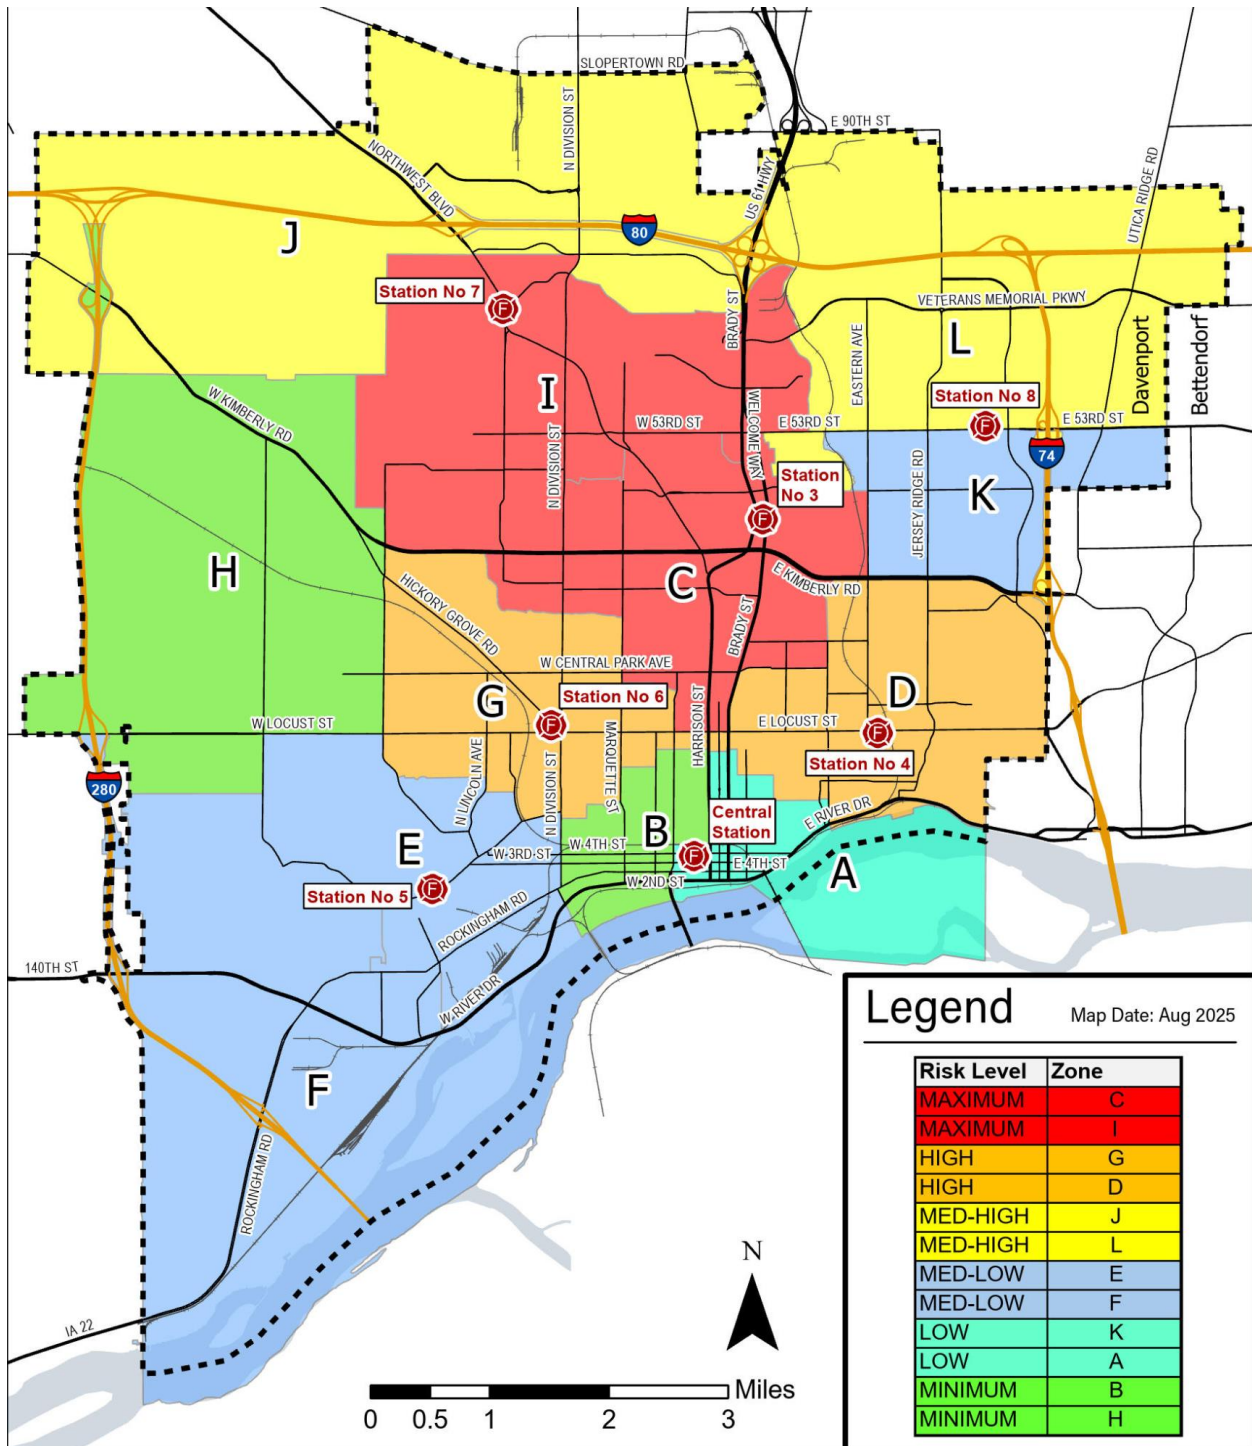 SLOPERTOWN RD
N DIVISION ST
E 90TH ST
NORTHWEST BLVD
US 61 HWY
UTICA RIDGE RD
J
80
Station No 7
BRADY ST
VETERANS MEMORIAL PKWY
EASTERN AVE
L
Davenport
Bettendorf
W KIMBERLY RD
I
WELCOME WAY
Station No 8
W 53RD ST
E 53RD ST
E 53RD ST
N DIVISION ST
Station
No 3
JERSEY RIDGE RD
74
K
H
C
HICKORY GROVE RD
E KIMBERLY RD
BRADY ST
W CENTRAL PARK AVE
G
Station No 6
D
HARRISON ST
W LOCUST ST
MARQUETTE ST
E LOCUST ST
Station No 4
280
N LINCOLN AVE
N DIVISION ST
Central
Station
E RIVER DR
B
E
W 4TH ST
W 3RD ST
E 4TH ST
A
W 2ND ST
Station No 5
ROCKINGHAM RD
140TH ST
W RIVER DR
F
ROCKINGHAM RD
IA 22
N
Miles
0 0.5 1 2 3
Legend
Map Date: Aug 2025
Risk Level Zone
MAXIMUM C
MAXIMUM I
HIGH G
HIGH D
MED-HIGH J
MED-HIGH L
MED-LOW E
MED-LOW F
LOW K
LOW A
MINIMUM B
MINIMUM H